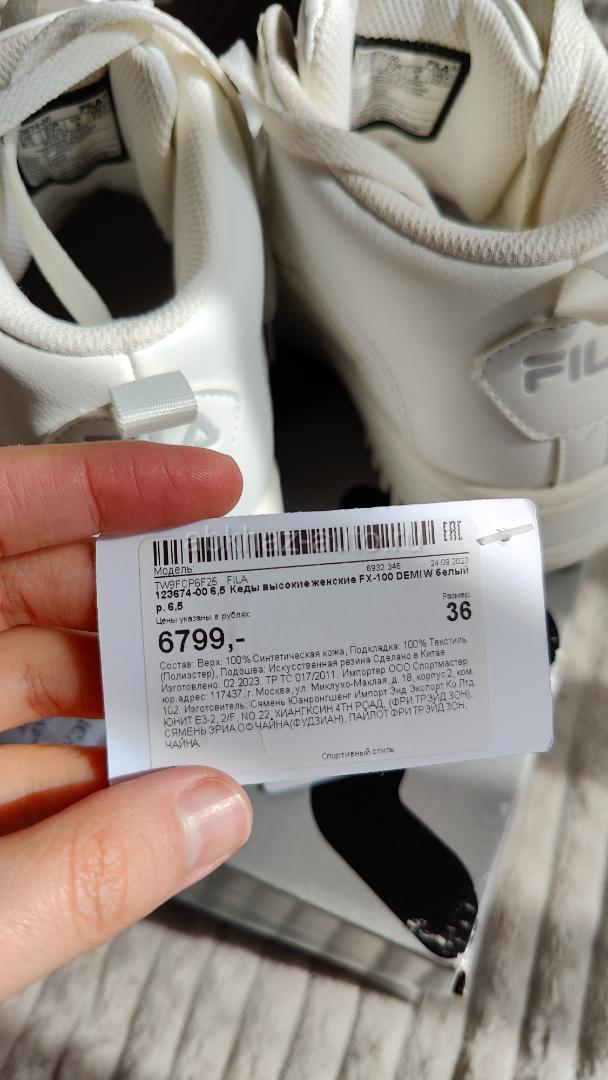 FILA
FIL
EAC
Модель:
TW9FCP6F25 FILA
6932 346
24.09.2023
123674-00 6,5 Кеды высокие женские FX-100 DEMI W белый
р. 6,5
Цены указаны в рублях:
Размер:
6799,-
36
Состав: Верх: 100% Синтетическая кожа, Подкладка: 100% Текстиль
(Полиэстер), Подошва: Искусственная резина Сделано в Китае
Изготовлено: 02.2023. ТР ТС 017/2011. Импортер ООО Спортмастер
юр.адрес: 117437, г. Москва, ул. Миклухо-Маклая, д. 18, корпус 2, ком.
102. Изготовитель: Сямень Юанронгшенг Импорт Энд Экспорт Ко Лтд.
ЮНИТ E3-2, 2/F, NO.22, ХИАНГКСИН 4TH РОАД, (ФРИ ТРЭЙД ЗОН),
СЯМЕНЬ ЭРИА ОФ ЧАЙНА(ФУДЗИАН), ПАЙЛОТ ФРИ ТРЭЙД ЗОН,
ЧАЙНА
Спортивный стиль